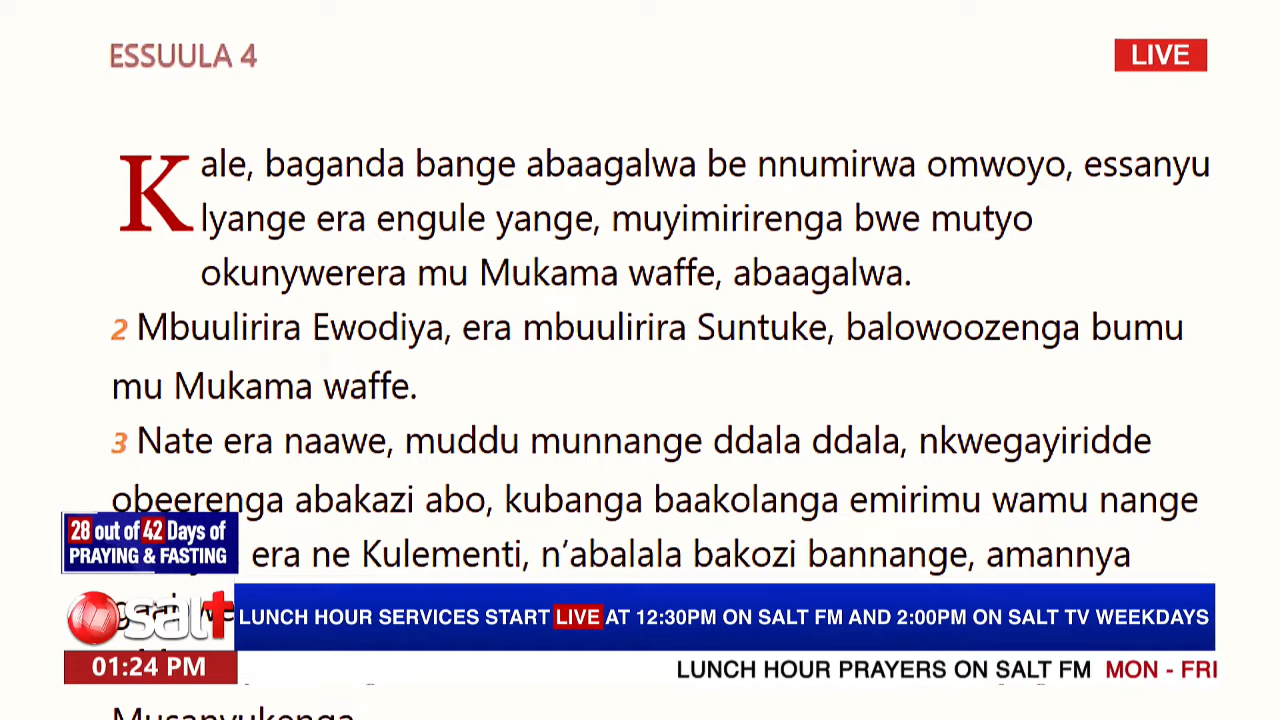 ESSUULA 4
LIVE
Kale, baganda bange abaagalwa be nnumirwa omwoyo, essanyu
lyange era engule yange, muyimirirenga bwe mutyo
okunywerera mu Mukama waffe, abaagalwa.
2 Mbuulirira Ewodiya, era mbuulirira Suntuke, balowoozenga bumu
mu Mukama waffe.
3 Nate era naawe, muddu munnange ddala ddala, nkwegayiridde
obeerenga abakazi abo, kubanga baakolanga emirimu wamu nange
era ne Kulementi, n’abalala bakozi bannange, amannya
28 out of 42 Days of
PRAYING & FASTING
salt
LUNCH HOUR SERVICES START LIVE AT 12:30PM ON SALT FM AND 2:00PM ON SALT TV WEEKDAYS
01:24 PM
LUNCH HOUR PRAYERS ON SALT FM MON - FRI
Musanyukenga